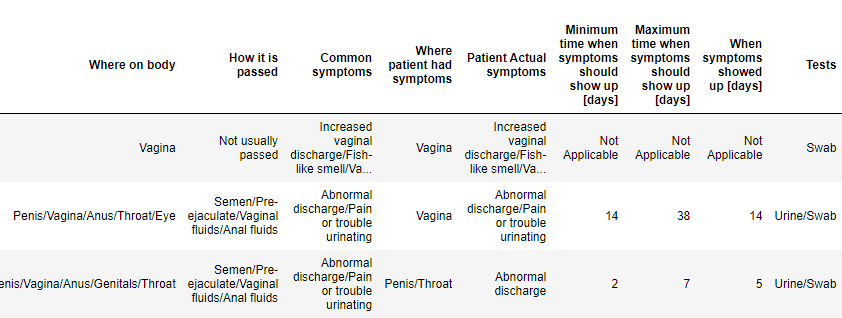 Where on body How it is passed Common symptoms Where patient had symptoms Patient Actual symptoms Minimum time when symptoms should show up [days] Maximum time when symptoms should show up [days] When symptoms showed up [days] Tests
Vagina Not usually passed Increased vaginal discharge/Fish-like smell/Va... Vagina Increased vaginal discharge/Fish-like smell/Va... Not Applicable Not Applicable Not Applicable Swab
Penis/Vagina/Anus/Throat/Eye Semen/Pre-ejaculate/Vaginal fluids/Anal fluids Abnormal discharge/Pain or trouble urinating Vagina Abnormal discharge/Pain or trouble urinating 14 38 14 Urine/Swab
enis/Vagina/Anus/Genitals/Throat Semen/Pre-ejaculate/Vaginal fluids/Anal fluids Abnormal discharge/Pain or trouble urinating Penis/Throat Abnormal discharge 2 7 5 Urine/Swab